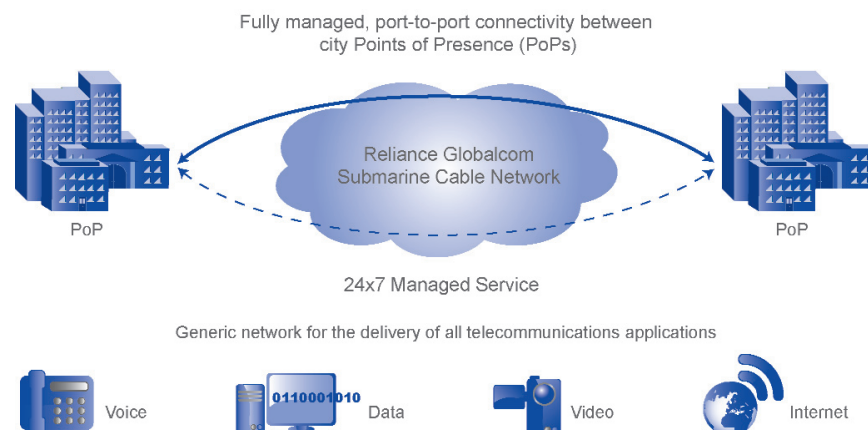 Fully managed, port-to-port connectivity between
city Points of Presence (PoPs)
Reliance Globalcom
Submarine Cable Network
PoP
PoP
24x7 Managed Service
Generic network for the delivery of all telecommunications applications
Voice
0110001010
Data
Video
Internet